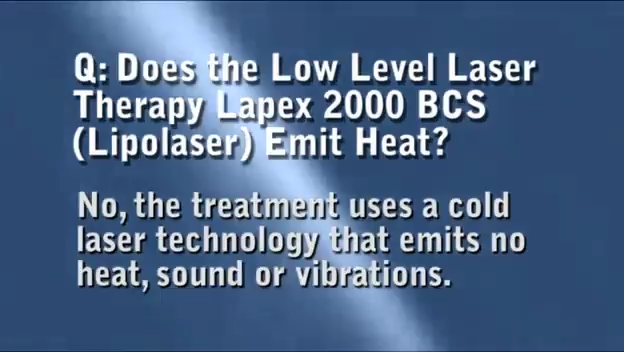 Q: Does the Low Level Laser
Therapy Lapex 2000 BCS
(Lipolaser) Emit Heat?
No, the treatment uses a cold
laser technology that emits no
heat, sound or vibrations.